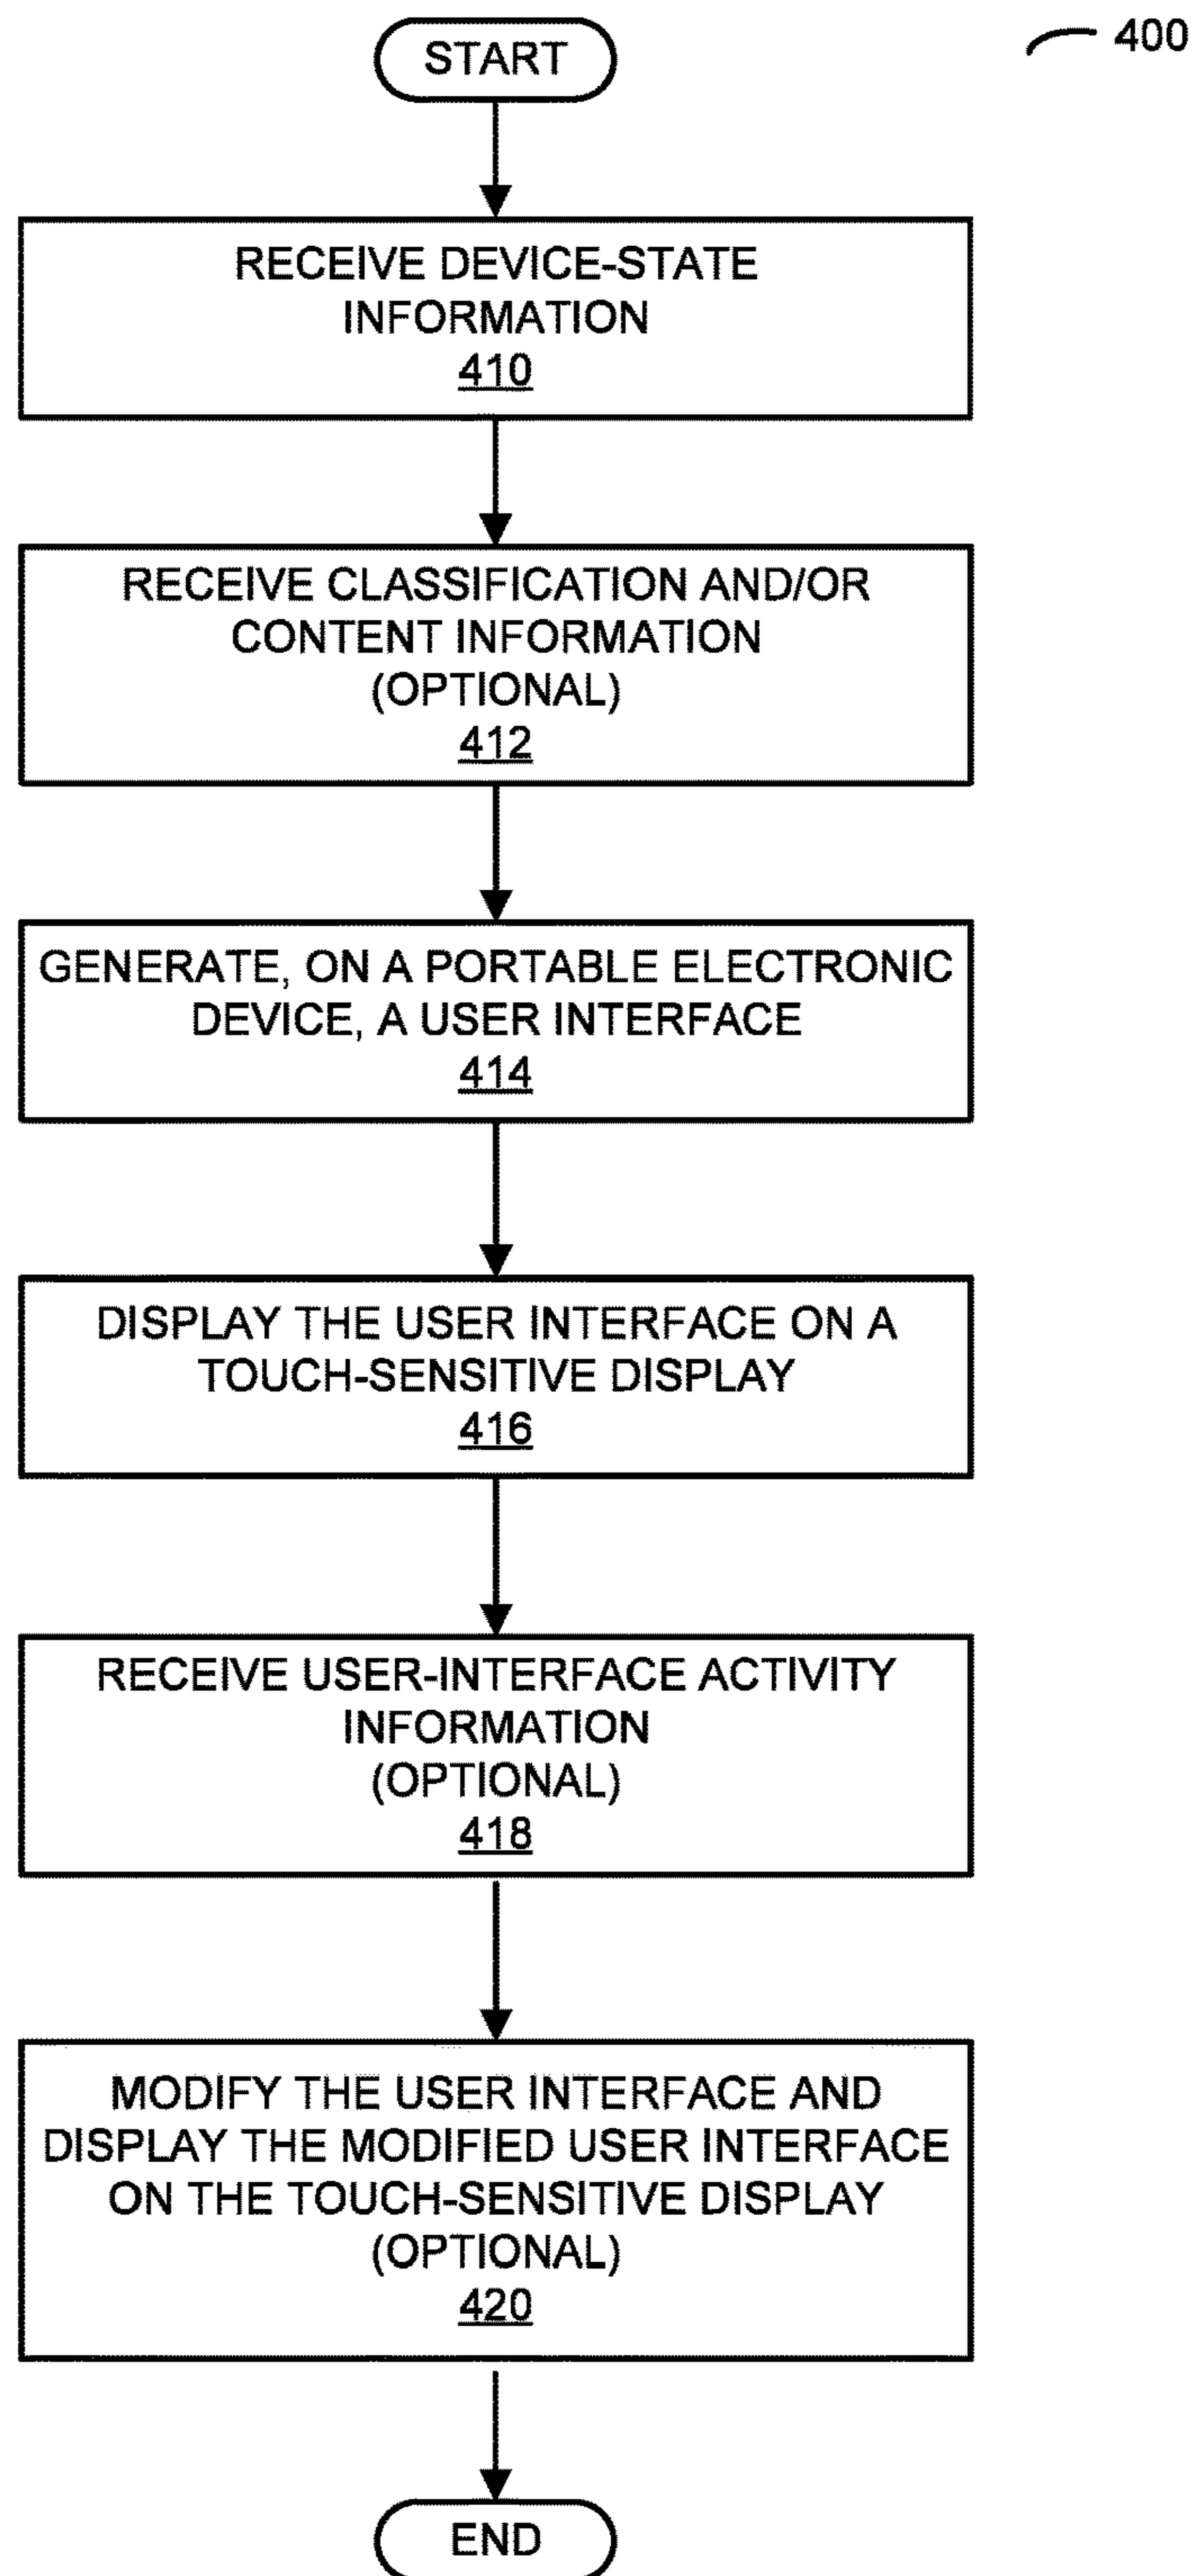 START
400
RECEIVE DEVICE-STATE
INFORMATION
410
RECEIVE CLASSIFICATION AND/OR
CONTENT INFORMATION
(OPTIONAL)
412
GENERATE, ON A PORTABLE ELECTRONIC
DEVICE, A USER INTERFACE
414
DISPLAY THE USER INTERFACE ON A
TOUCH-SENSITIVE DISPLAY
416
RECEIVE USER-INTERFACE ACTIVITY
INFORMATION
(OPTIONAL)
418
MODIFY THE USER INTERFACE AND
DISPLAY THE MODIFIED USER INTERFACE
ON THE TOUCH-SENSITIVE DISPLAY
(OPTIONAL)
420
END